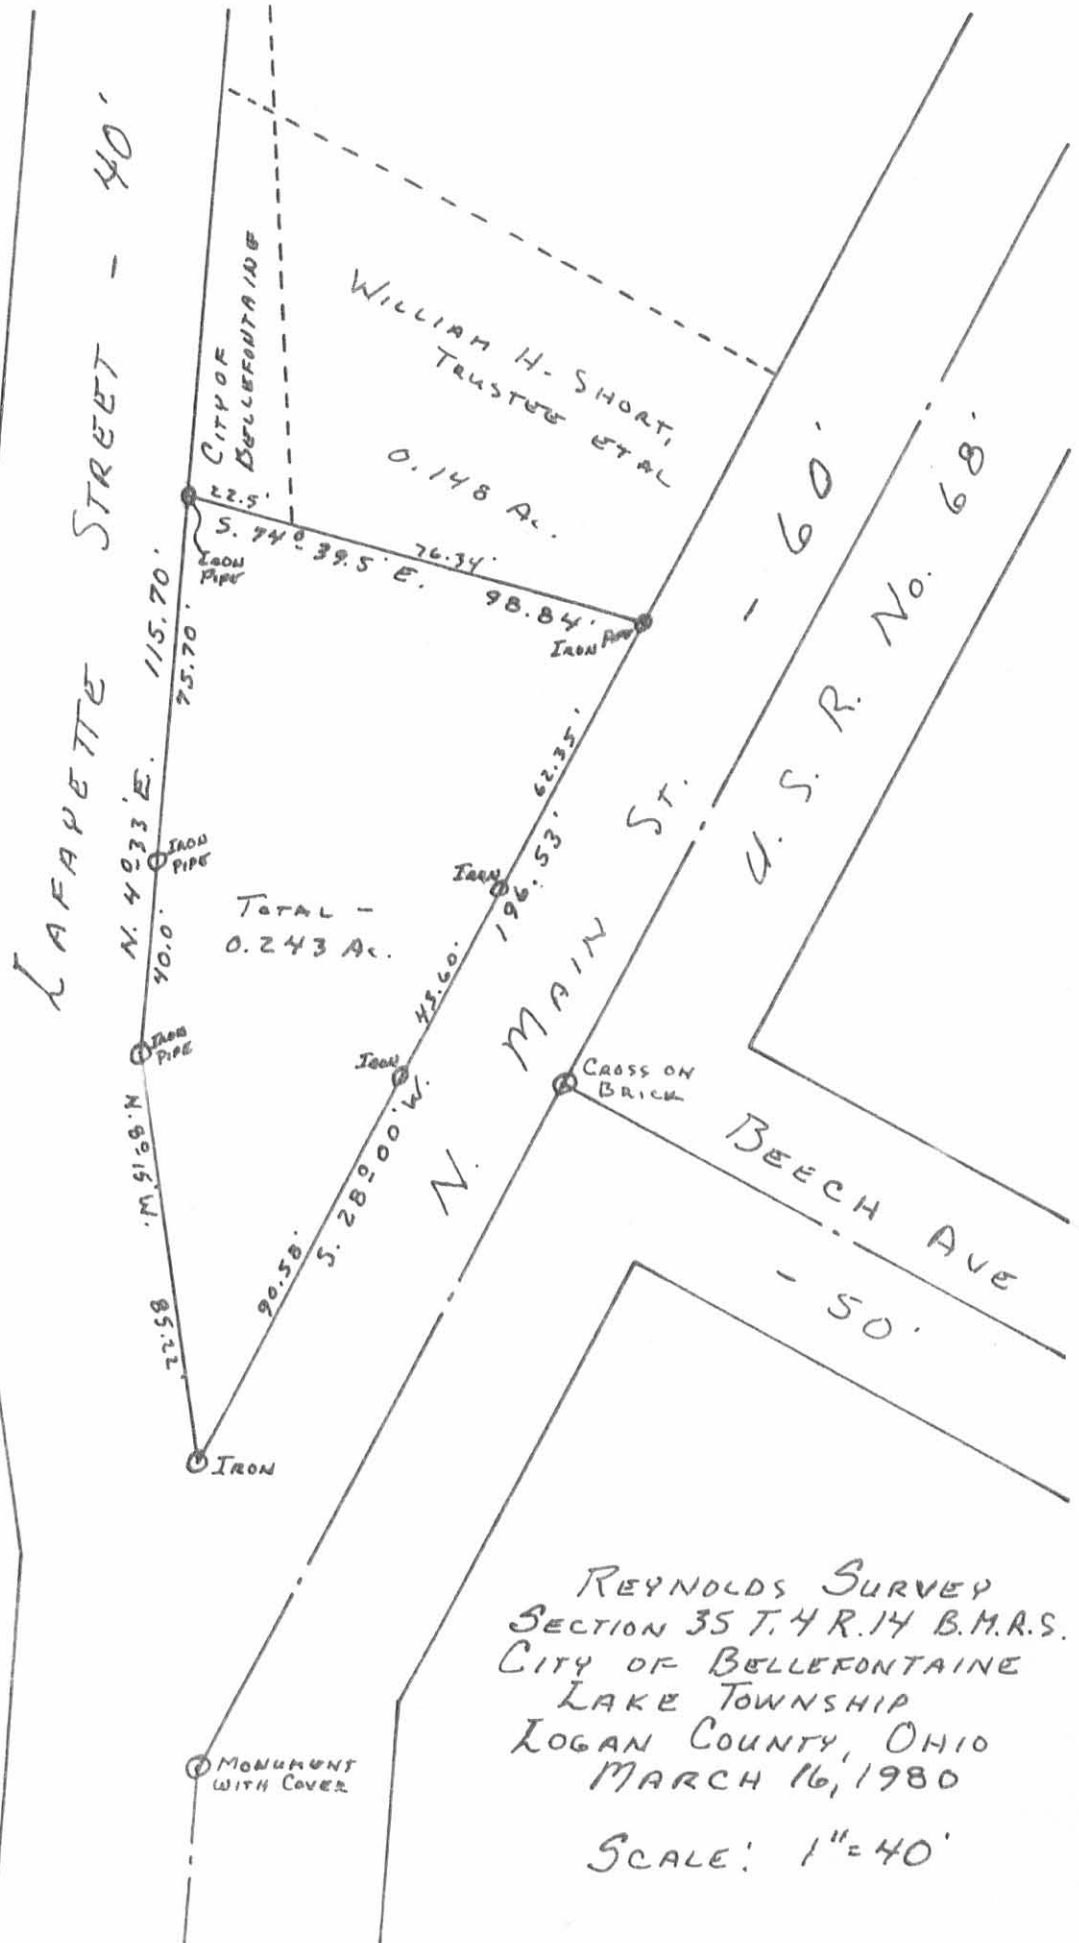 LAFAYETTE STREET - 40'
CITY OF
BELLEFONTAINE
WILLIAM H. SHORT,
TRUSTEE ET AL
0.148 Ac.
22.5'
S. 74° 39.5' E.
76.34'
98.84'
IRON
PIPE
IRON PIPE
N. 4° 33' E. 115.70'
75.70'
62.35'
196.53'
- 60'
U. S. R. No. 68
IRON
PIPE
TOTAL -
0.243 Ac.
40.0'
IRON
43.60'
IRON
PIPE
IRON
N. MAIN ST.
CROSS ON
BRICK
BEECH AVE
- 50'
N. 8° 15' W.
85.22'
90.58'
S. 28° 00' W.
IRON
REYNOLDS SURVEY
SECTION 35 T. 4 R. 14 B.M.R.S.
CITY OF BELLEFONTAINE
LAKE TOWNSHIP
LOGAN COUNTY, OHIO
MARCH 16, 1980
MONUMENT
WITH COVER
SCALE: 1"=40'